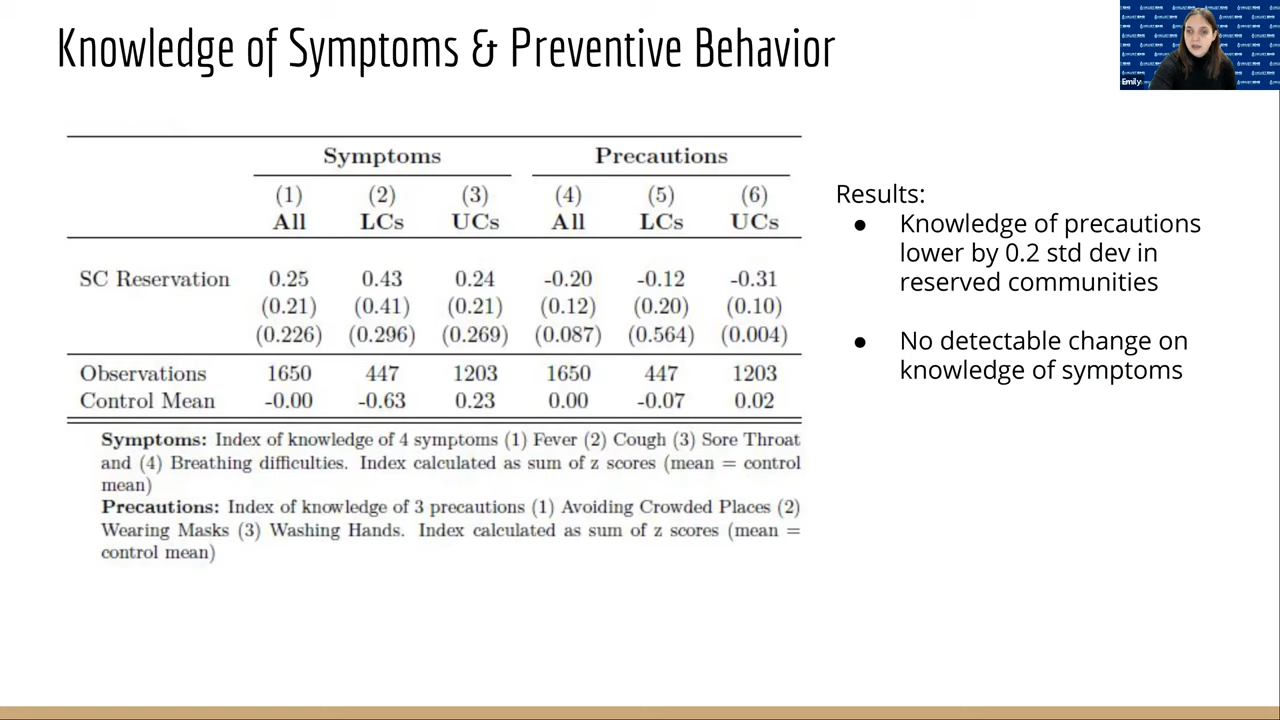 Knowledge of Symptoms & Preventive Behavior
Emily
Symptoms Precautions
(1) (2) (3) (4) (5) (6)
All LCs UCs All LCs UCs
SC Reservation 0.25 0.43 0.24 -0.20 -0.12 -0.31
(0.21) (0.41) (0.21) (0.12) (0.20) (0.10)
(0.226) (0.296) (0.269) (0.087) (0.564) (0.004)
Observations 1650 447 1203 1650 447 1203
Control Mean -0.00 -0.63 0.23 0.00 -0.07 0.02
Symptoms: Index of knowledge of 4 symptoms (1) Fever (2) Cough (3) Sore Throat
and (4) Breathing difficulties. Index calculated as sum of z scores (mean = control
mean)
Precautions: Index of knowledge of 3 precautions (1) Avoiding Crowded Places (2)
Wearing Masks (3) Washing Hands. Index calculated as sum of z scores (mean =
control mean)
Results:
● Knowledge of precautions
lower by 0.2 std dev in
reserved communities
● No detectable change on
knowledge of symptoms